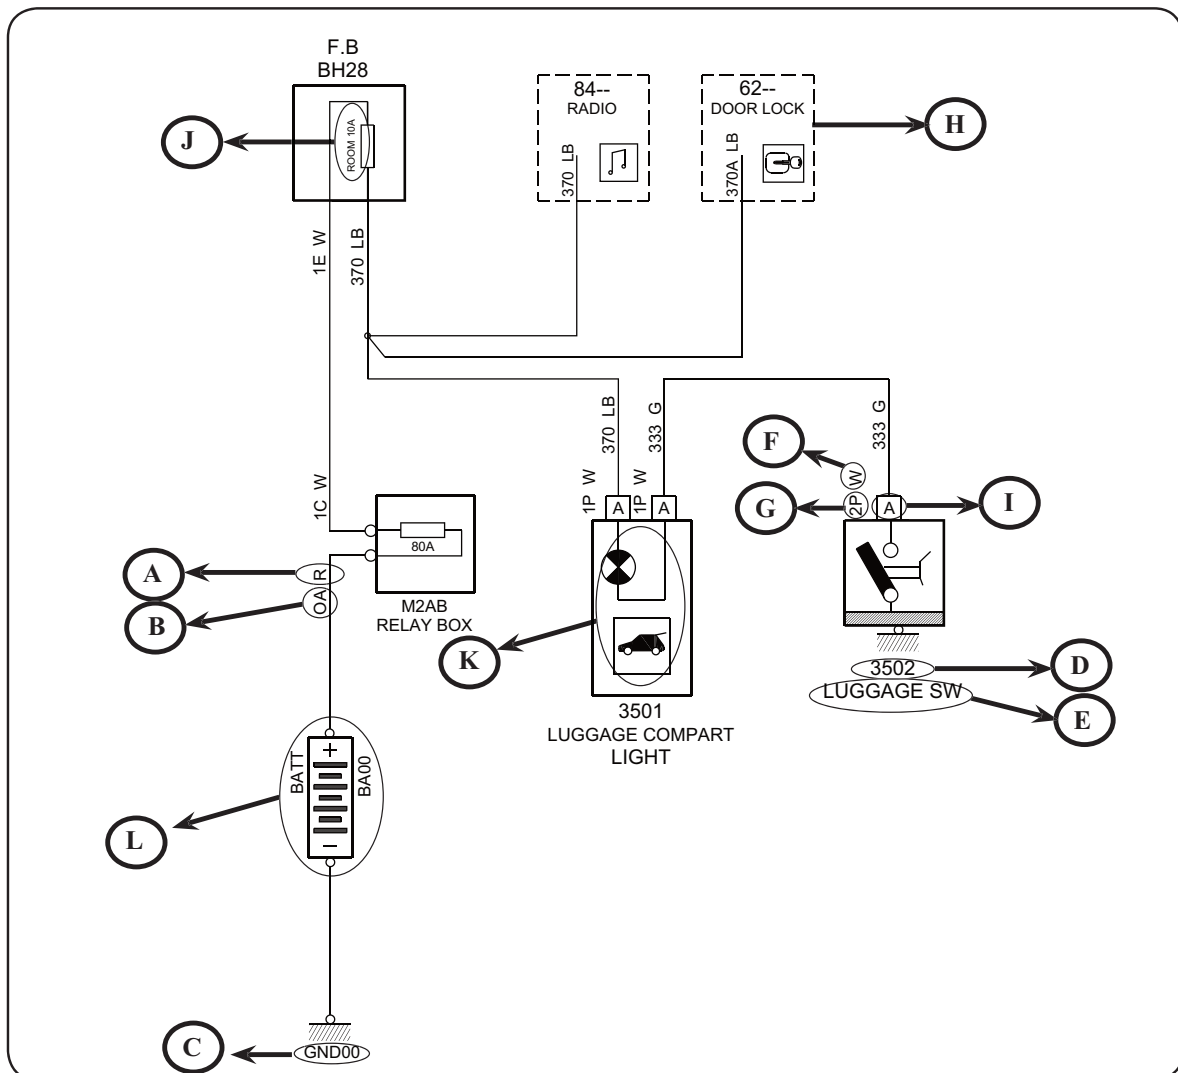 F.B
BH28
84--
RADIO
62--
DOOR LOCK
J
ROOM 10A
H
370 LB
370A LB
1E W
370 LB
370 LB
333 G
333 G
F
W
1P W
1P W
1C W
G
2P
A
A
A
I
80A
A
R
B
OA
M2AB
RELAY BOX
K
3502
D
LUGGAGE SW
E
3501
LUGGAGE COMPART
LIGHT
BATT
+
−
BA00
L
C
GND00